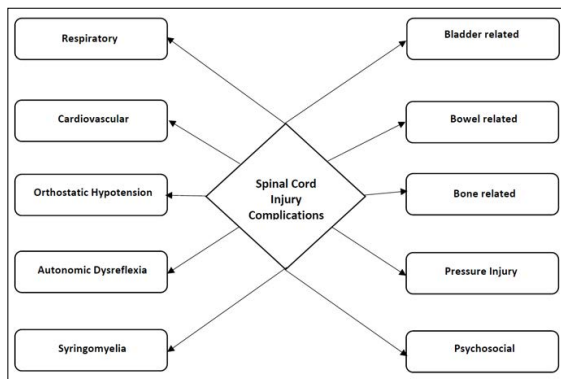 Respiratory
Bladder related
Cardiovascular
Bowel related
Orthostatic Hypotension
Spinal Cord
Injury
Complications
Bone related
Autonomic Dysreflexia
Pressure Injury
Syringomyelia
Psychosocial